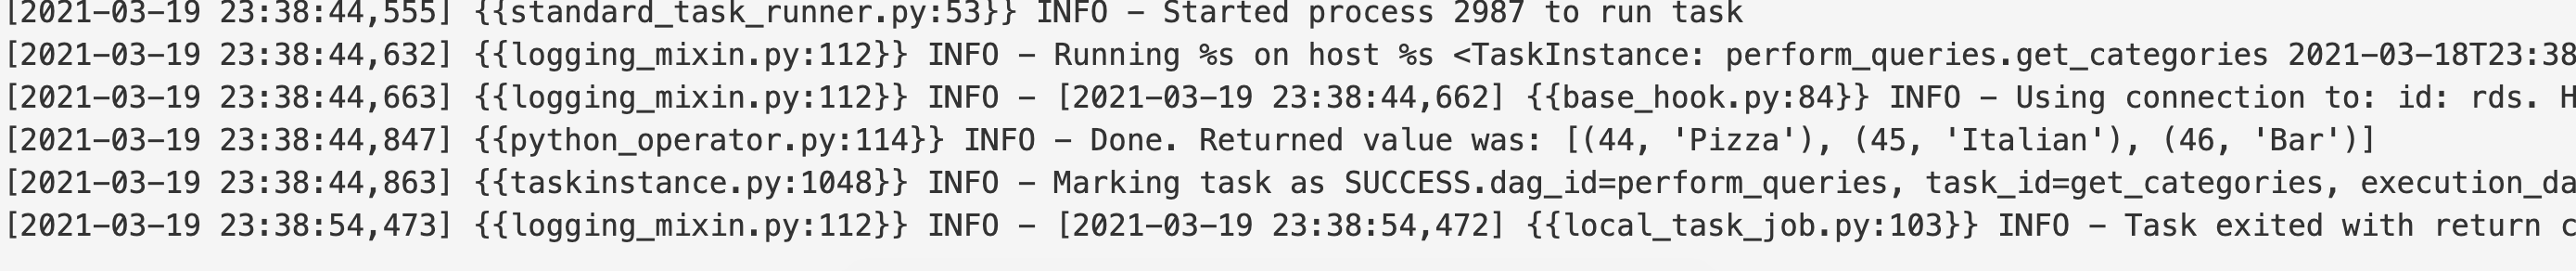 [2021-03-19 23:38:44,555] {{standard_task_runner.py:53}} INFO - Started process 2987 to run task
[2021-03-19 23:38:44,632] {{logging_mixin.py:112}} INFO - Running %s on host %s <TaskInstance: perform_queries.get_categories 2021-03-18T23:38
[2021-03-19 23:38:44,663] {{logging_mixin.py:112}} INFO - [2021-03-19 23:38:44,662] {{base_hook.py:84}} INFO - Using connection to: id: rds. H
[2021-03-19 23:38:44,847] {{python_operator.py:114}} INFO - Done. Returned value was: [(44, 'Pizza'), (45, 'Italian'), (46, 'Bar')]
[2021-03-19 23:38:44,863] {{taskinstance.py:1048}} INFO - Marking task as SUCCESS.dag_id=perform_queries, task_id=get_categories, execution_da
[2021-03-19 23:38:54,473] {{logging_mixin.py:112}} INFO - [2021-03-19 23:38:54,472] {{local_task_job.py:103}} INFO - Task exited with return c